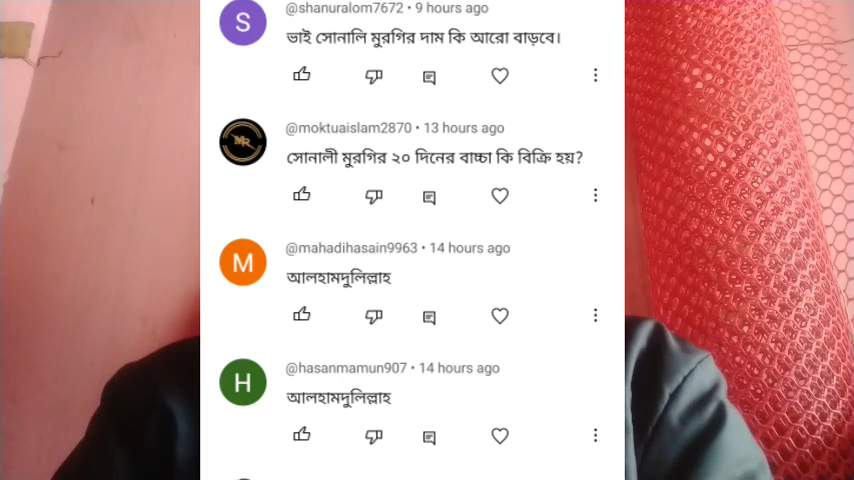 S
@shanuralom7672 • 9 hours ago
ভাই সোনালি মুরগির দাম কি আরো বাড়বে।
MR
@moktuaislam2870 • 13 hours ago
সোনালী মুরগির ২০ দিনের বাচ্চা কি বিক্রি হয়?
M
@mahadihasain9963 • 14 hours ago
আলহামদুলিল্লাহ
H
@hasanmamun907 • 14 hours ago
আলহামদুলিল্লাহ